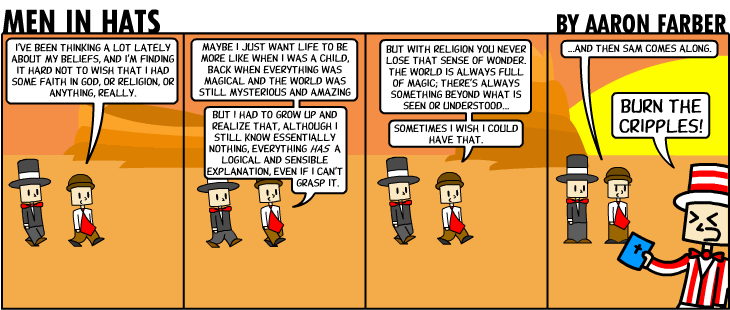 MEN IN HATS
BY AARON FARBER
I'VE BEEN THINKING A LOT LATELY
ABOUT MY BELIEFS, AND I'M FINDING
IT HARD NOT TO WISH THAT I HAD
SOME FAITH IN GOD, OR RELIGION, OR
ANYTHING, REALLY.
MAYBE I JUST WANT LIFE TO BE
MORE LIKE WHEN I WAS A CHILD,
BACK WHEN EVERYTHING WAS
MAGICAL AND THE WORLD WAS
STILL MYSTERIOUS AND AMAZING
BUT I HAD TO GROW UP AND
REALIZE THAT, ALTHOUGH I
STILL KNOW ESSENTIALLY
NOTHING, EVERYTHING HAS A
LOGICAL AND SENSIBLE
EXPLANATION, EVEN IF I CAN'T
GRASP IT.
BUT WITH RELIGION YOU NEVER
LOSE THAT SENSE OF WONDER.
THE WORLD IS ALWAYS FULL
OF MAGIC; THERE'S ALWAYS
SOMETHING BEYOND WHAT IS
SEEN OR UNDERSTOOD...
SOMETIMES I WISH I COULD
HAVE THAT.
...AND THEN SAM COMES ALONG.
BURN THE
CRIPPLES!